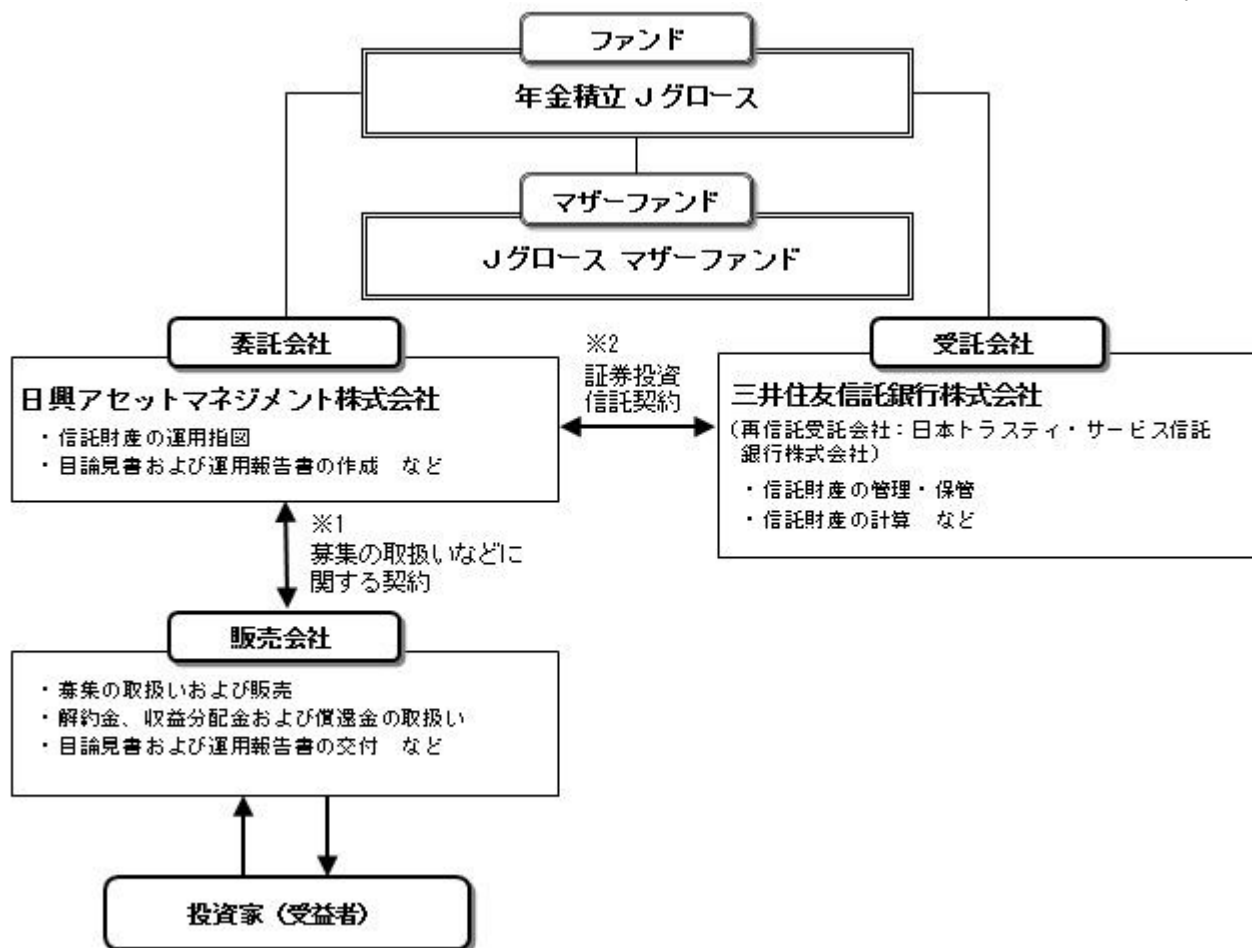 ファンド
年金積立 Jグロース
マザーファンド
Jグロース マザーファンド
委託会社
日興アセットマネジメント株式会社
・信託財産の運用指図
・目論見書および運用報告書の作成 など
※2
証券投資
信託契約
受託会社
三井住友信託銀行株式会社
(再信託受託会社:日本トラスティ・サービス信託
銀行株式会社)
・信託財産の管理・保管
・信託財産の計算 など
※1
募集の取扱いなどに
関する契約
販売会社
・募集の取扱いおよび販売
・解約金、収益分配金および償還金の取扱い
・目論見書および運用報告書の交付 など
投資家(受益者)